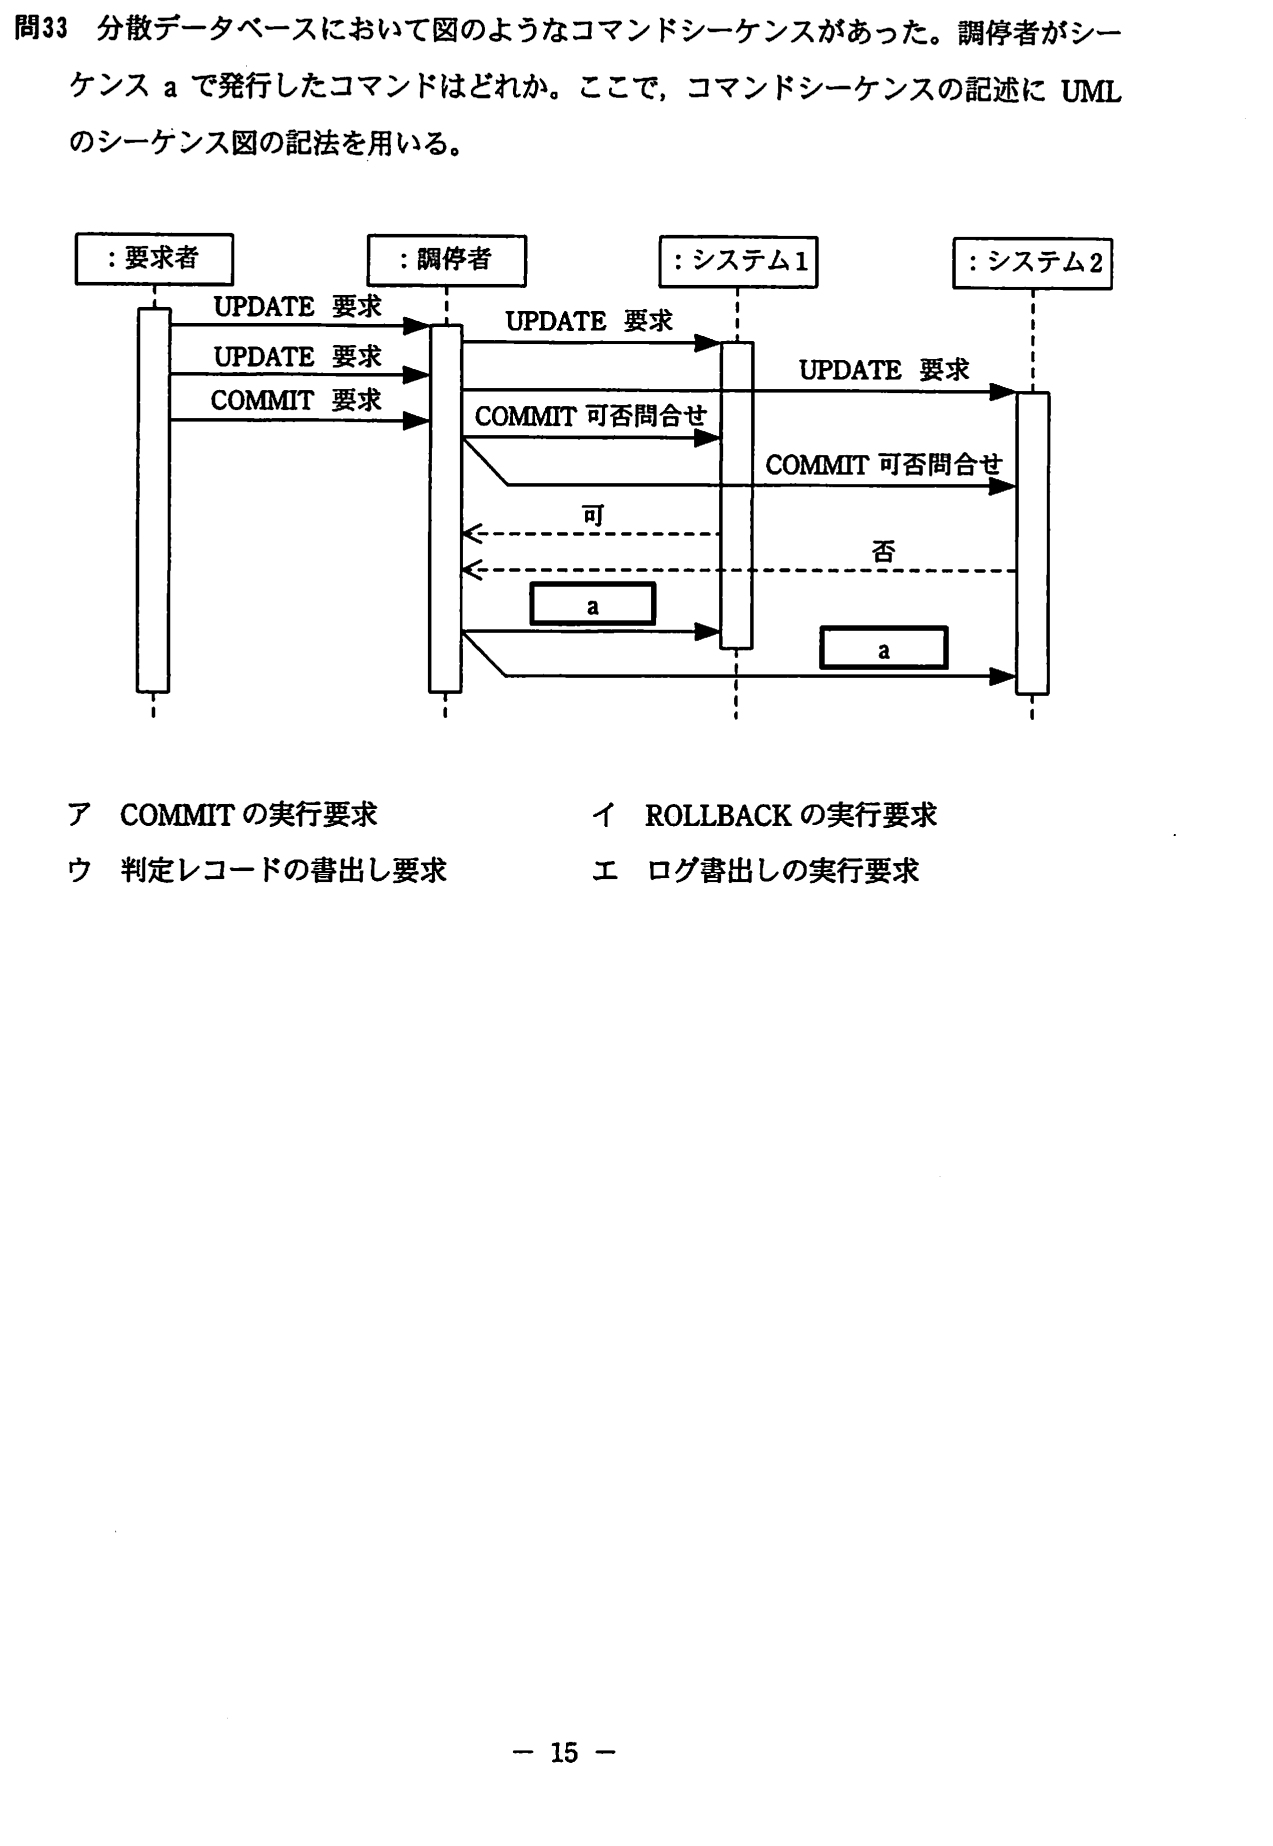 問33 分散データベースにおいて図のようなコマンドシーケンスがあった。調停者がシー
ケンス a で発行したコマンドはどれか。ここで，コマンドシーケンスの記述に UML
のシーケンス図の記法を用いる。
：要求者
：調停者
：システム1
：システム2
UPDATE 要求
UPDATE 要求
UPDATE 要求
UPDATE 要求
COMMIT 要求
COMMIT 可否問合せ
COMMIT 可否問合せ
可
否
a
a
ア COMMIT の実行要求
イ ROLLBACK の実行要求
ウ 判定レコードの書出し要求
エ ログ書出しの実行要求
－ 15 －